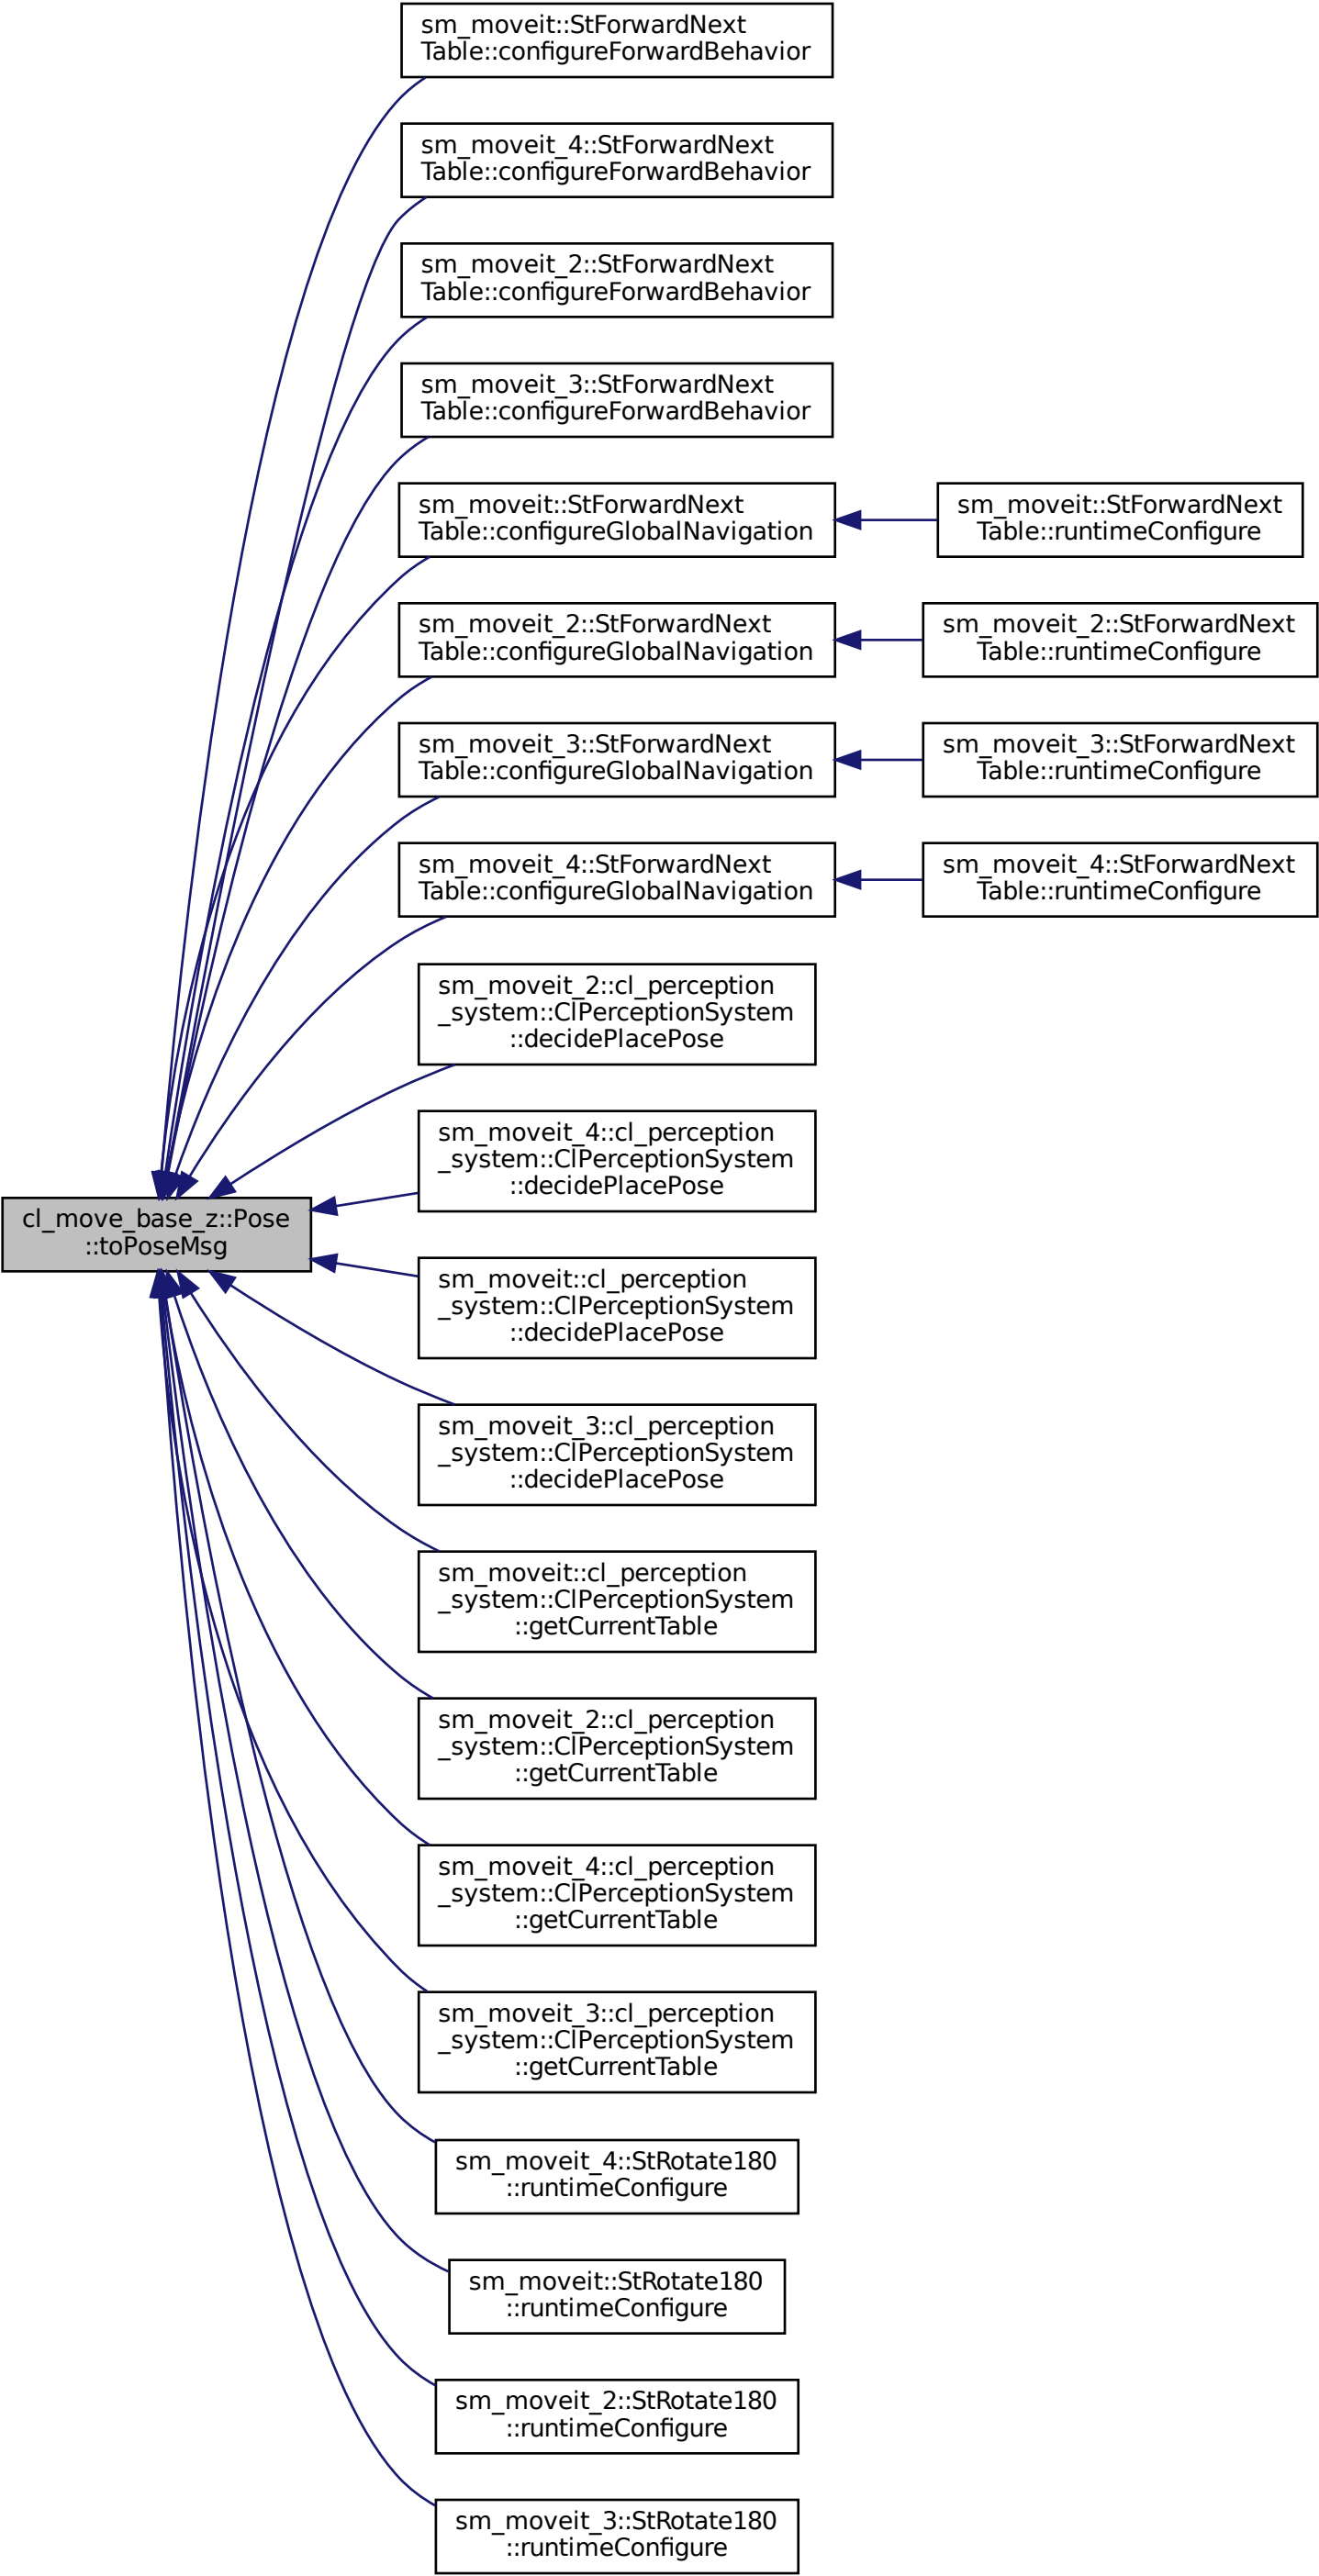 sm_moveit::StForwardNext
Table::configureForwardBehavior
sm_moveit_4::StForwardNext
Table::configureForwardBehavior
sm_moveit_2::StForwardNext
Table::configureForwardBehavior
sm_moveit_3::StForwardNext
Table::configureForwardBehavior
sm_moveit::StForwardNext
Table::configureGlobalNavigation
sm_moveit::StForwardNext
Table::runtimeConfigure
sm_moveit_2::StForwardNext
Table::configureGlobalNavigation
sm_moveit_2::StForwardNext
Table::runtimeConfigure
sm_moveit_3::StForwardNext
Table::configureGlobalNavigation
sm_moveit_3::StForwardNext
Table::runtimeConfigure
sm_moveit_4::StForwardNext
Table::configureGlobalNavigation
sm_moveit_4::StForwardNext
Table::runtimeConfigure
sm_moveit_2::cl_perception
_system::ClPerceptionSystem
::decidePlacePose
sm_moveit_4::cl_perception
_system::ClPerceptionSystem
::decidePlacePose
cl_move_base_z::Pose
::toPoseMsg
sm_moveit::cl_perception
_system::ClPerceptionSystem
::decidePlacePose
sm_moveit_3::cl_perception
_system::ClPerceptionSystem
::decidePlacePose
sm_moveit::cl_perception
_system::ClPerceptionSystem
::getCurrentTable
sm_moveit_2::cl_perception
_system::ClPerceptionSystem
::getCurrentTable
sm_moveit_4::cl_perception
_system::ClPerceptionSystem
::getCurrentTable
sm_moveit_3::cl_perception
_system::ClPerceptionSystem
::getCurrentTable
sm_moveit_4::StRotate180
::runtimeConfigure
sm_moveit::StRotate180
::runtimeConfigure
sm_moveit_2::StRotate180
::runtimeConfigure
sm_moveit_3::StRotate180
::runtimeConfigure